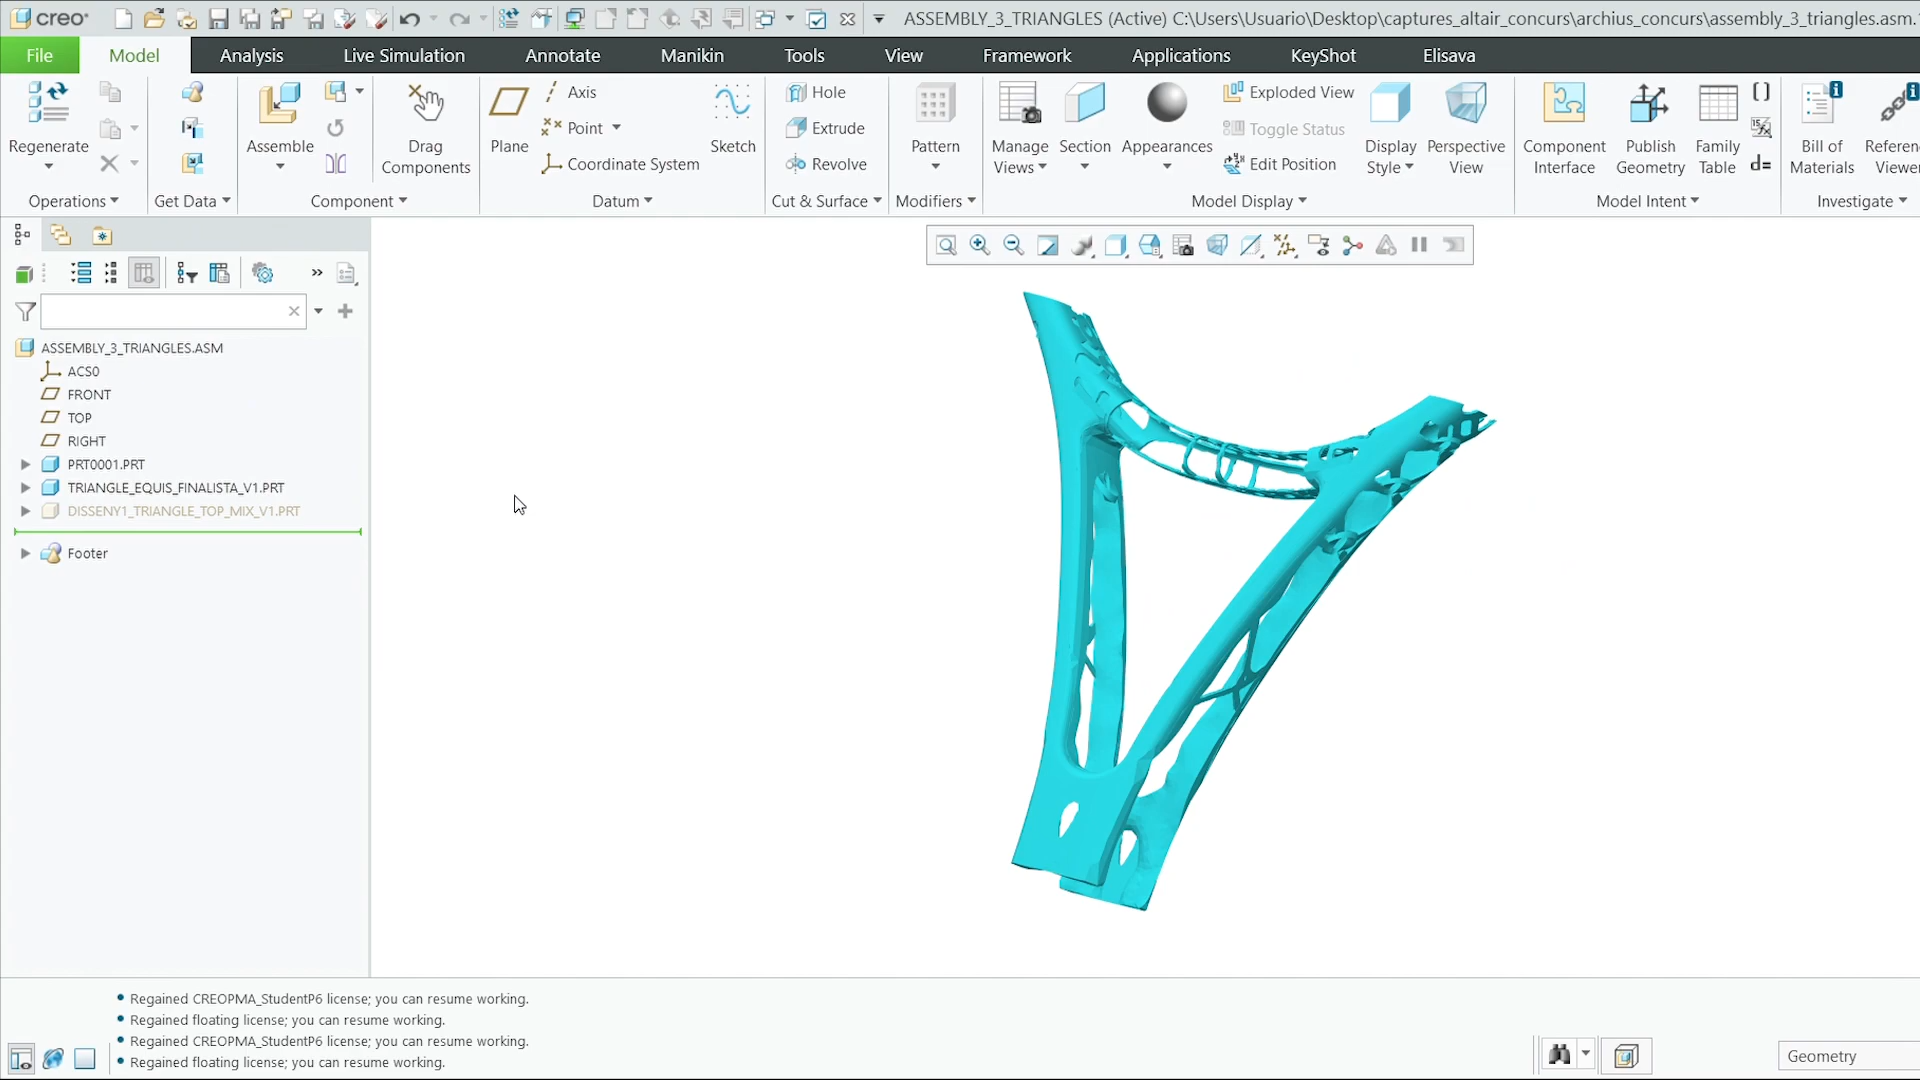 creo
ASSEMBLY_3_TRIANGLES (Active) C:\Users\Usuario\Desktop\captures_altair_concurs\archius_concurs\assembly_3_triangles.asm.
File Model Analysis Live Simulation Annotate Manikin Tools View Framework Applications KeyShot Elisava
Regenerate
Operations
Get Data
Assemble
Component
Drag
Components
Plane
Axis
Point
Coordinate System
Sketch
Datum
Hole
Extrude
Revolve
Cut & Surface
Pattern
Modifiers
Manage
Views
Section
Appearances
Exploded View
Toggle Status
Edit Position
Display
Style
Perspective
View
Model Display
Component
Interface
Publish
Geometry
Family
Table
d=
Model Intent
Bill of
Materials
Referen
Viewer
Investigate
ASSEMBLY_3_TRIANGLES.ASM
ACS0
FRONT
TOP
RIGHT
PRT0001.PRT
TRIANGLE_EQUIS_FINALISTA_V1.PRT
DISSENY1_TRIANGLE_TOP_MIX_V1.PRT
Footer
Regained CREOPMA_StudentP6 license; you can resume working.
Regained floating license; you can resume working.
Regained CREOPMA_StudentP6 license; you can resume working.
Regained floating license; you can resume working.
Geometry